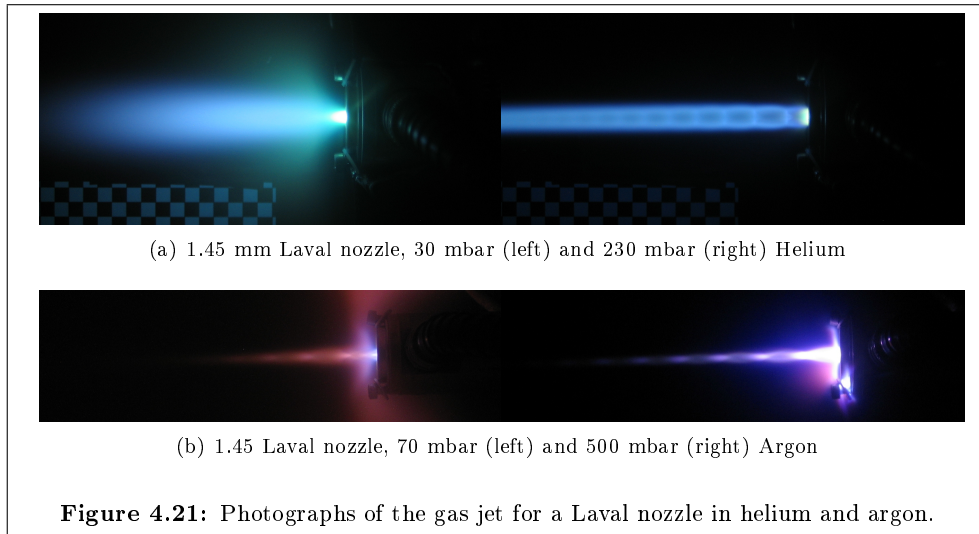 (a) 1.45 mm Laval nozzle, 30 mbar (left) and 230 mbar (right) Helium
(b) 1.45 Laval nozzle, 70 mbar (left) and 500 mbar (right) Argon
Figure 4.21: Photographs of the gas jet for a Laval nozzle in helium and argon.